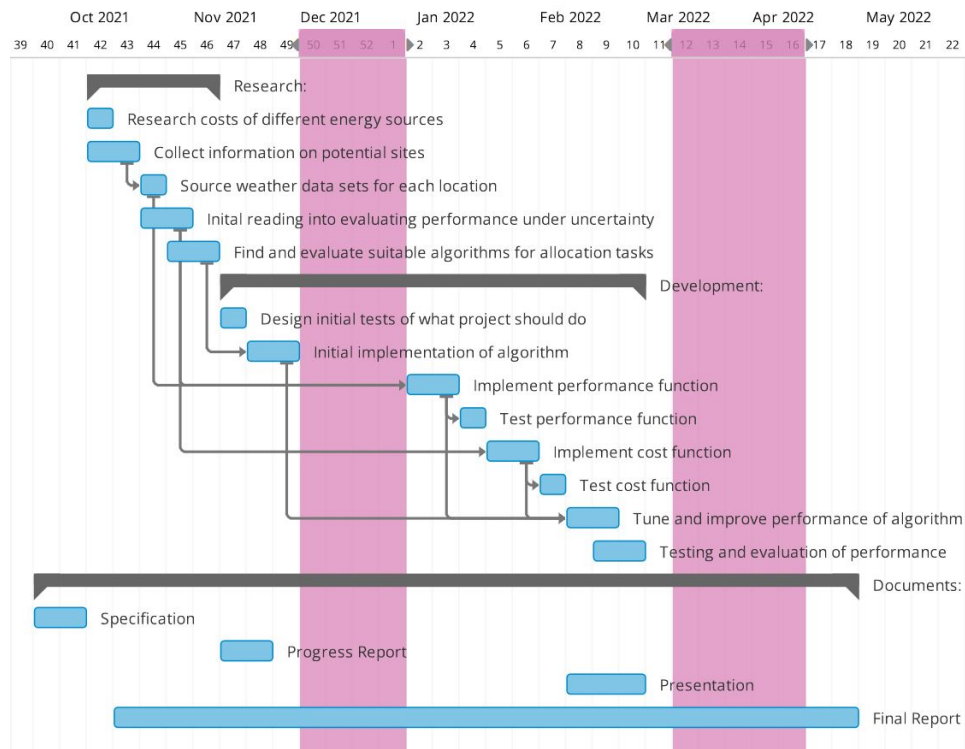 Oct 2021 Nov 2021 Dec 2021 Jan 2022 Feb 2022 Mar 2022 Apr 2022 May 2022
39 40 41 42 43 44 45 46 47 48 49 50 51 52 1 2 3 4 5 6 7 8 9 10 11 12 13 14 15 16 17 18 19 20 21 22
Research:
Research costs of different energy sources
Collect information on potential sites
Source weather data sets for each location
Inital reading into evaluating performance under uncertainty
Find and evaluate suitable algorithms for allocation tasks
Development:
Design initial tests of what project should do
Initial implementation of algorithm
Implement performance function
Test performance function
Implement cost function
Test cost function
Tune and improve performance of algorithm
Testing and evaluation of performance
Documents:
Specification
Progress Report
Presentation
Final Report